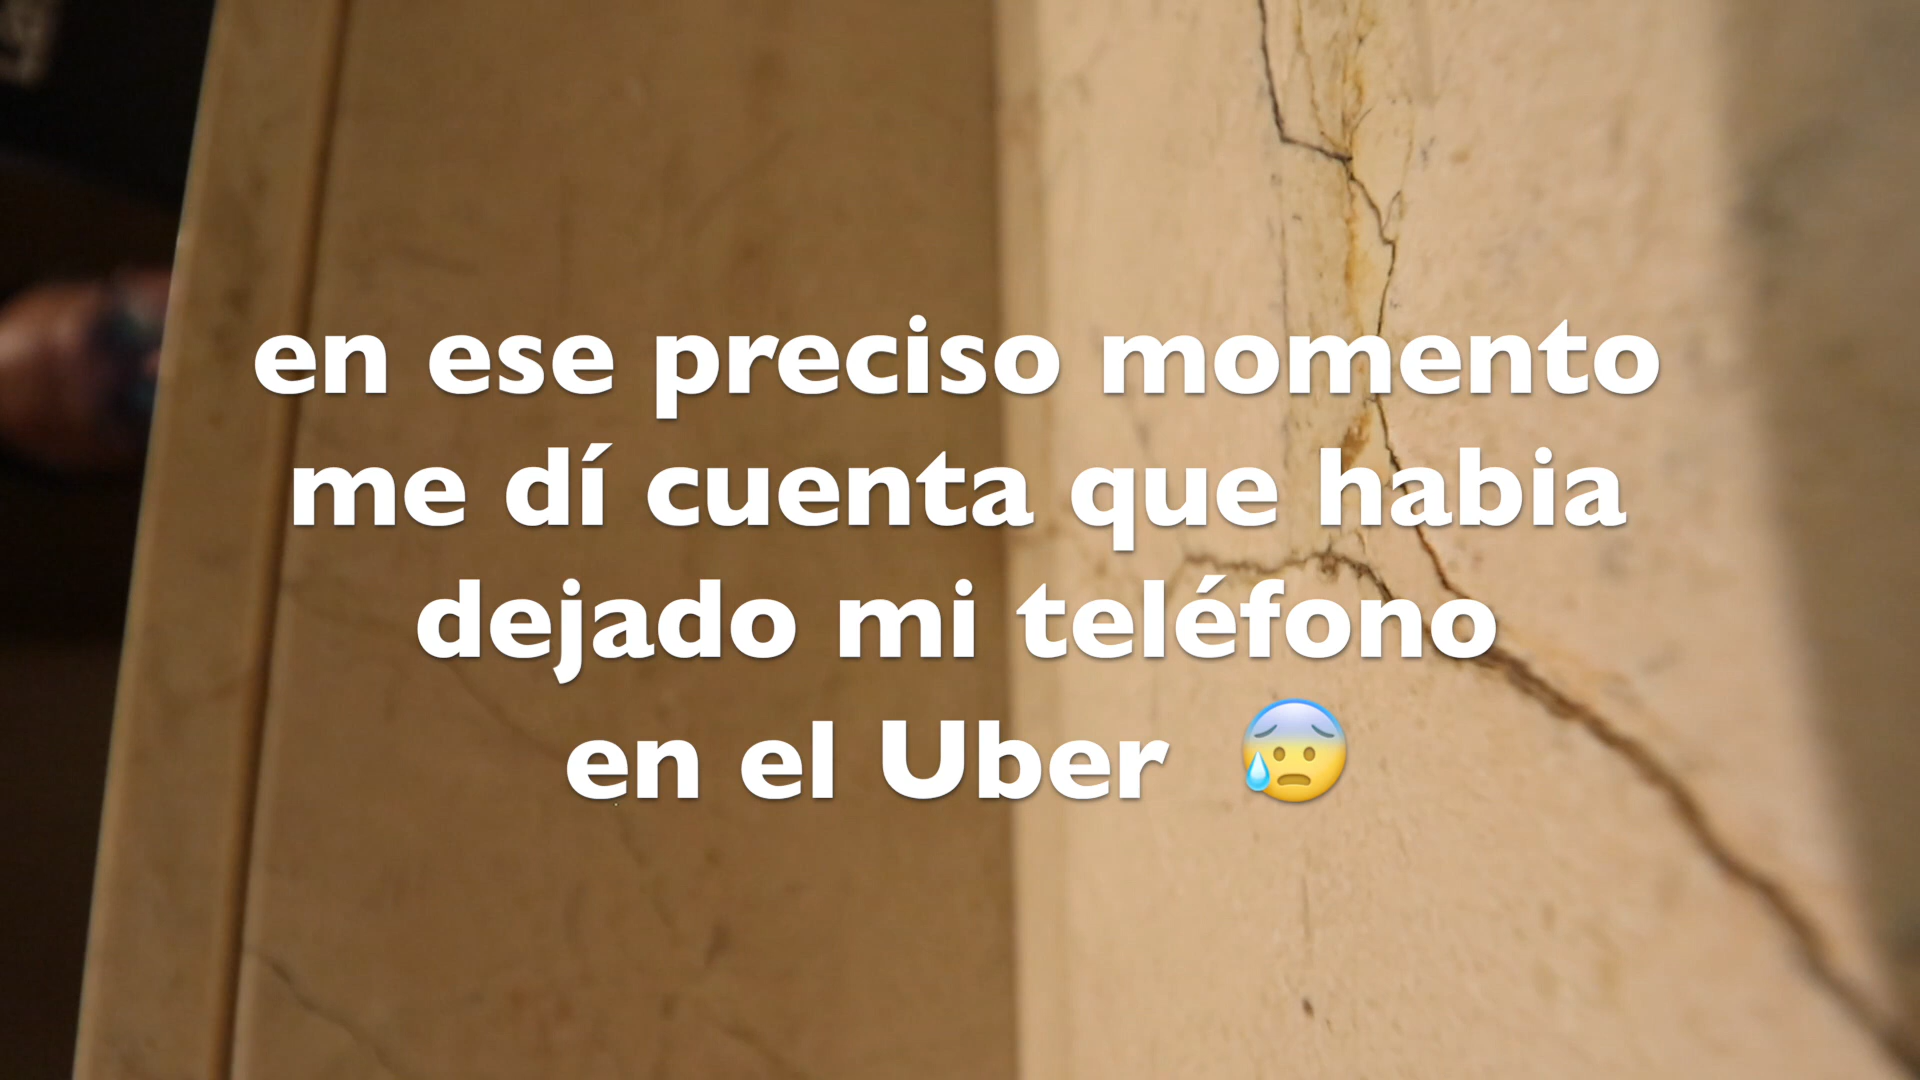 en ese preciso momento
me dí cuenta que habia
dejado mi teléfono
en el Uber 😰